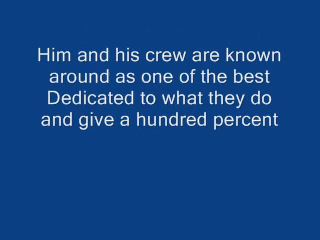 Him and his crew are known
around as one of the best
Dedicated to what they do
and give a hundred percent